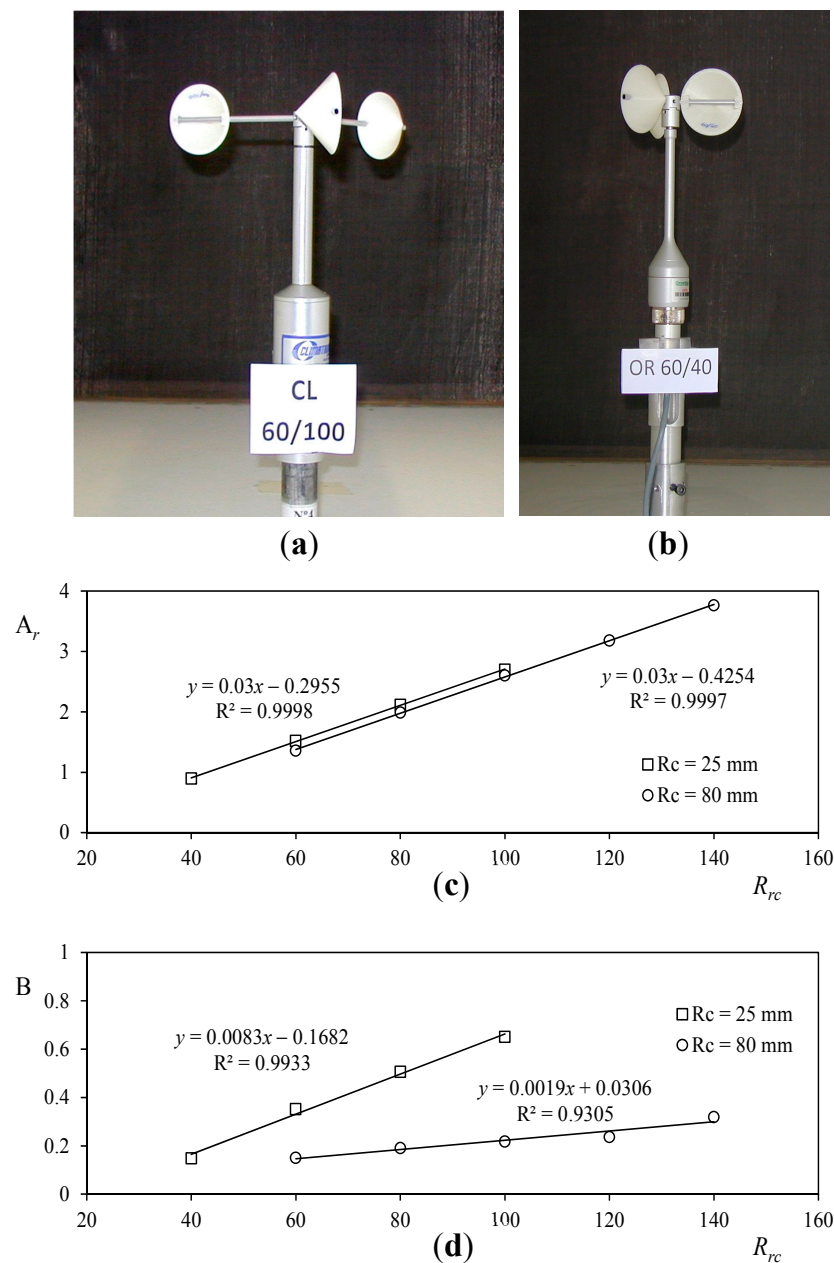 CL
60/100
Nº4
OR 60/40
(a)
(b)
4
3
2
1
0
A_r
y = 0.03x − 0.2955
R² = 0.9998
y = 0.03x − 0.4254
R² = 0.9997
Rc = 25 mm
Rc = 80 mm
20 40 60 80 100 120 140 160
(c)
R_rc
1
0.8
0.6
0.4
0.2
0
B
y = 0.0083x − 0.1682
R² = 0.9933
y = 0.0019x + 0.0306
R² = 0.9305
Rc = 25 mm
Rc = 80 mm
20 40 60 80 100 120 140 160
(d)
R_rc